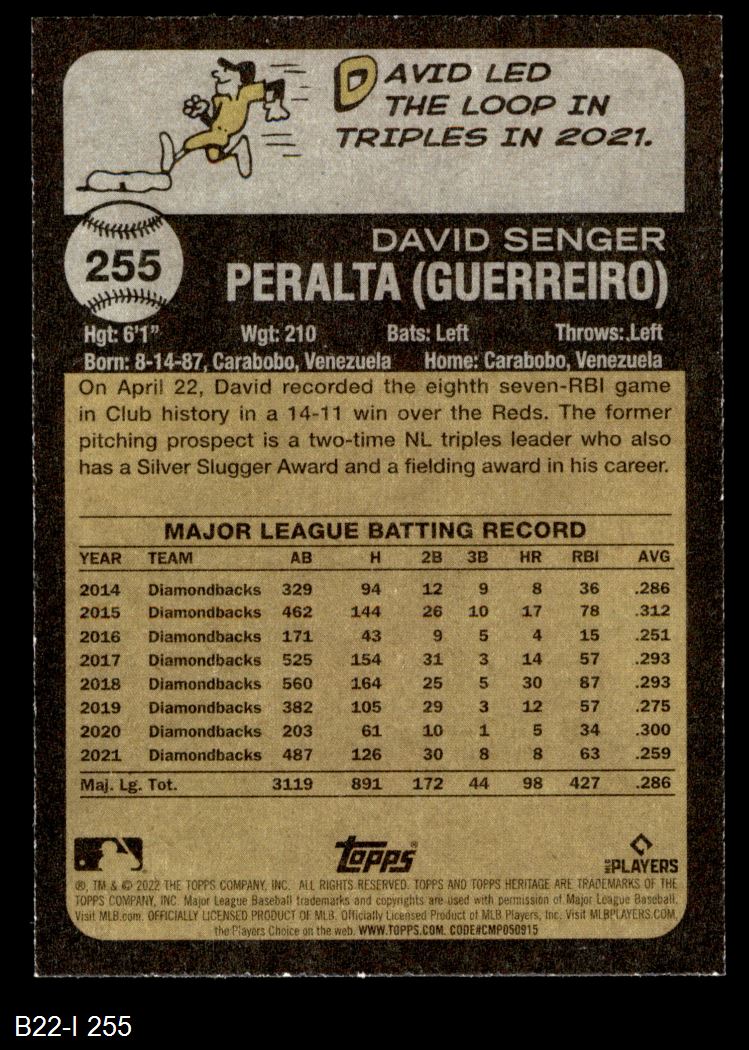 DAVID LED
THE LOOP IN
TRIPLES IN 2021.
255
DAVID SENGER
PERALTA (GUERREIRO)
Hgt: 6'1" Wgt: 210 Bats: Left Throws: Left
Born: 8-14-87, Carabobo, Venezuela Home: Carabobo, Venezuela
On April 22, David recorded the eighth seven-RBI game
in Club history in a 14-11 win over the Reds. The former
pitching prospect is a two-time NL triples leader who also
has a Silver Slugger Award and a fielding award in his career.
MAJOR LEAGUE BATTING RECORD
YEAR TEAM AB H 2B 3B HR RBI AVG
2014 Diamondbacks 329 94 12 9 8 36 .286
2015 Diamondbacks 462 144 26 10 17 78 .312
2016 Diamondbacks 171 43 9 5 4 15 .251
2017 Diamondbacks 525 154 31 3 14 57 .293
2018 Diamondbacks 560 164 25 5 30 87 .293
2019 Diamondbacks 382 105 29 3 12 57 .275
2020 Diamondbacks 203 61 10 1 5 34 .300
2021 Diamondbacks 487 126 30 8 8 63 .259
Maj. Lg. Tot. 3119 891 172 44 98 427 .286
topps® MLB PLAYERS
®, TM & © 2022 THE TOPPS COMPANY, INC. ALL RIGHTS RESERVED. TOPPS AND TOPPS HERITAGE ARE TRADEMARKS OF THE
TOPPS COMPANY, INC. Major League Baseball trademarks and copyrights are used with permission of Major League Baseball.
Visit MLB.com. OFFICIALLY LICENSED PRODUCT OF MLB. Officially Licensed Product of MLB Players, Inc. Visit MLBPLAYERS.COM,
the Players Choice on the web. WWW.TOPPS.COM. CODE#CMP050915
B22-I 255